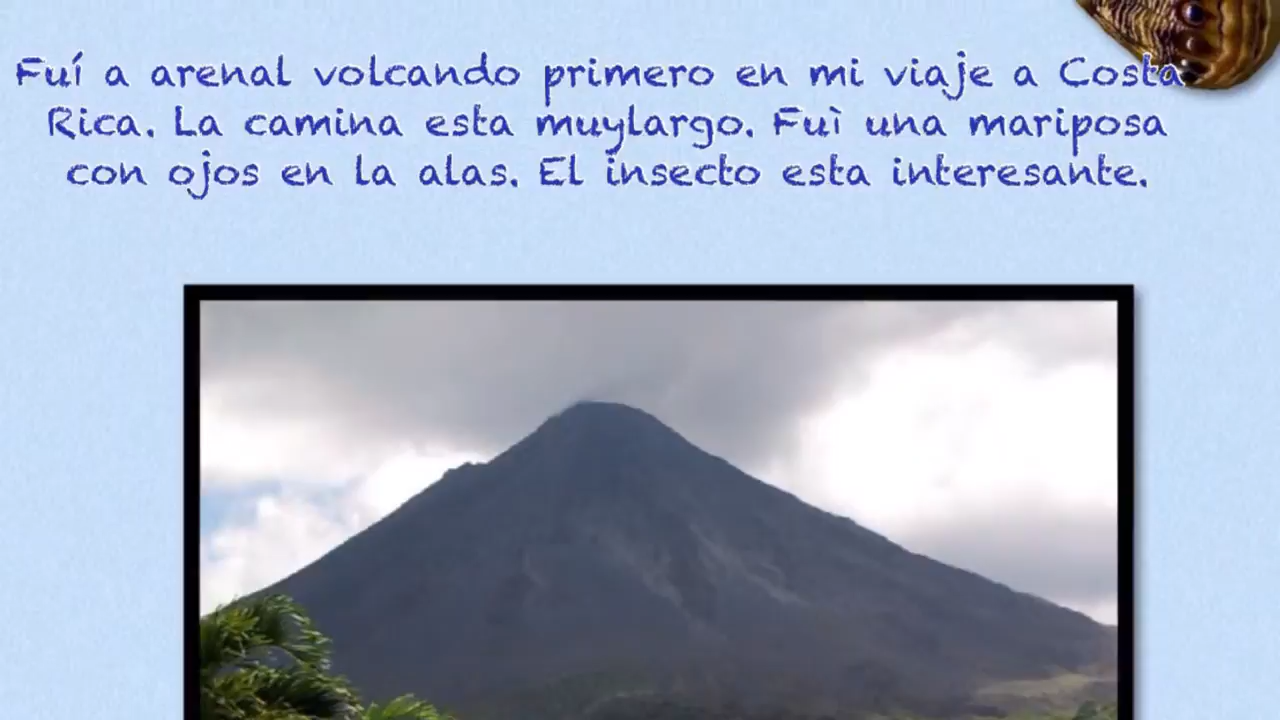 Fuí a arenal volcando primero en mi viaje a Costa
Rica. La camina esta muylargo. Fuì una mariposa
con ojos en la alas. El insecto esta interesante.